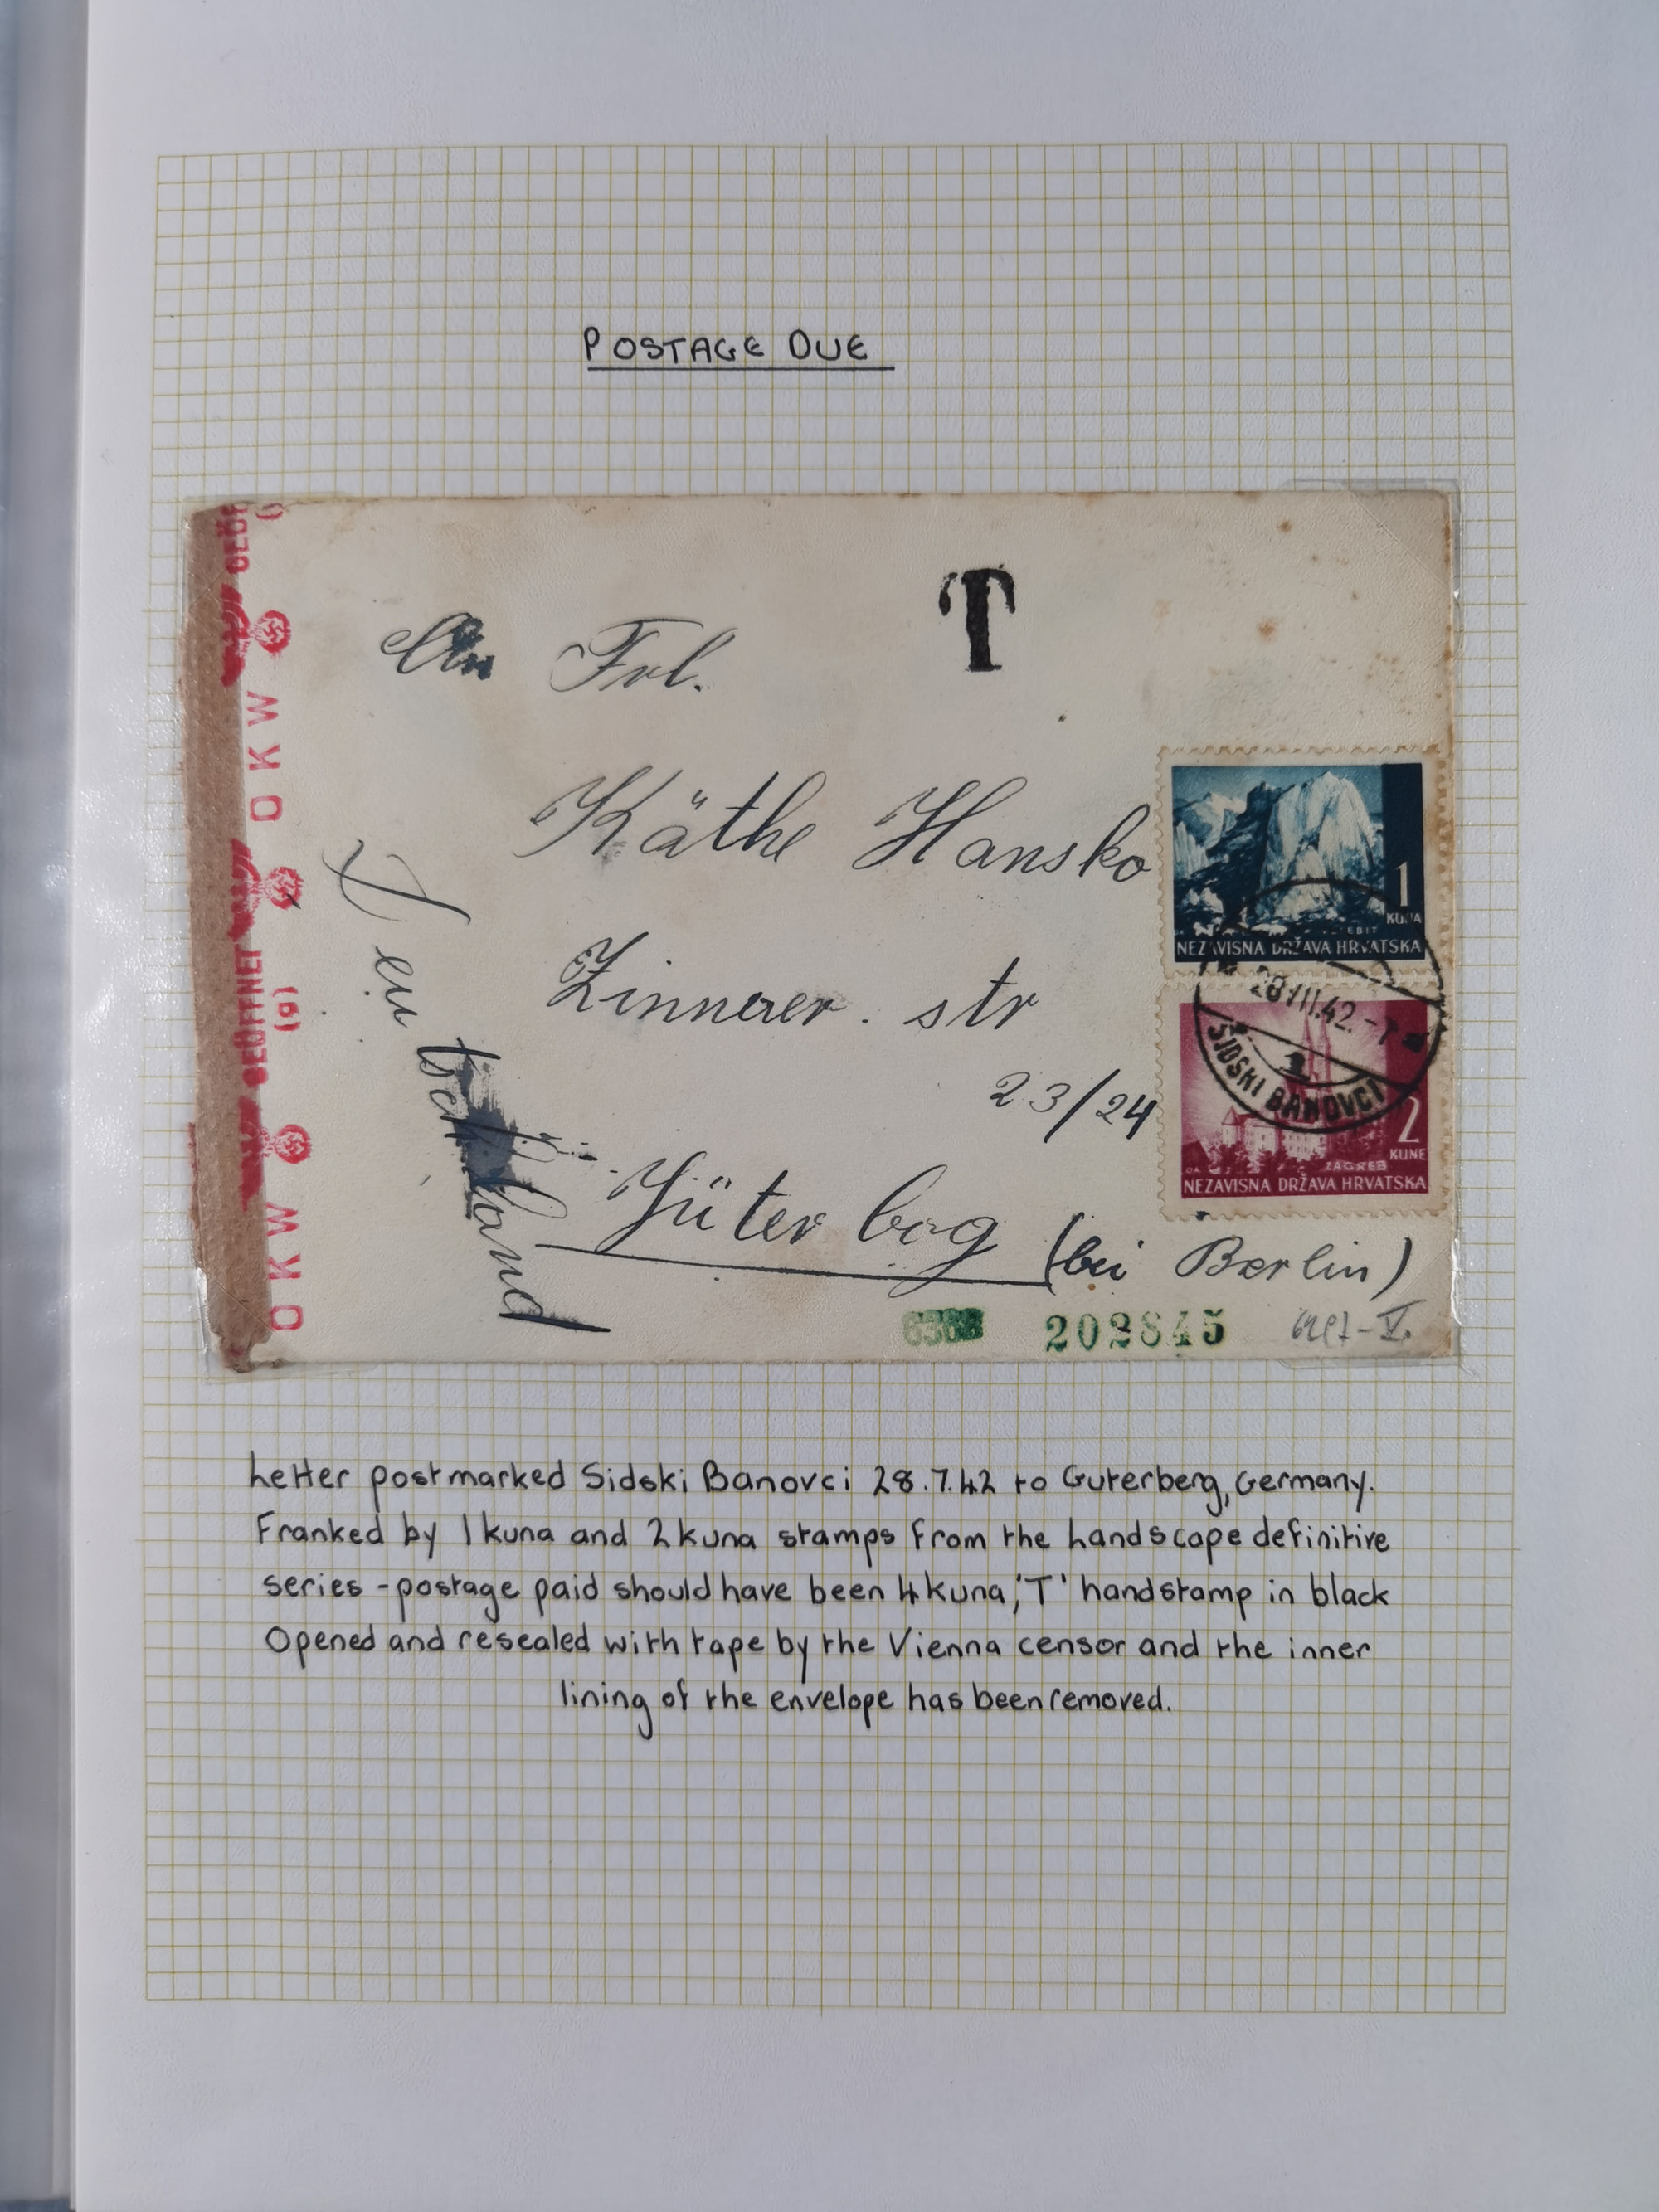 POSTAGE DUE
T
An Frl.
Käthe Hansko
Zinnaer. str
23/24
Jüterbog (bei Berlin)
Deutschland
GEÖF
O K W
GEÖFFNET
(g)
O K W
1
KUNA
NEZAVISNA DRŽAVA HRVATSKA
28.VII.42.-
ŠIDSKI BANOVCI
1
2
KUNE
ZAGREB
NEZAVISNA DRŽAVA HRVATSKA
202845
Letter postmarked Sidski Banovci 28.7.42 to Guterberg, Germany.
Franked by 1 kuna and 2 kuna stamps from the Landscape definitive
series - postage paid should have been 4 kuna, 'T' handstamp in black
Opened and resealed with tape by the Vienna censor and the inner
lining of the envelope has been removed.